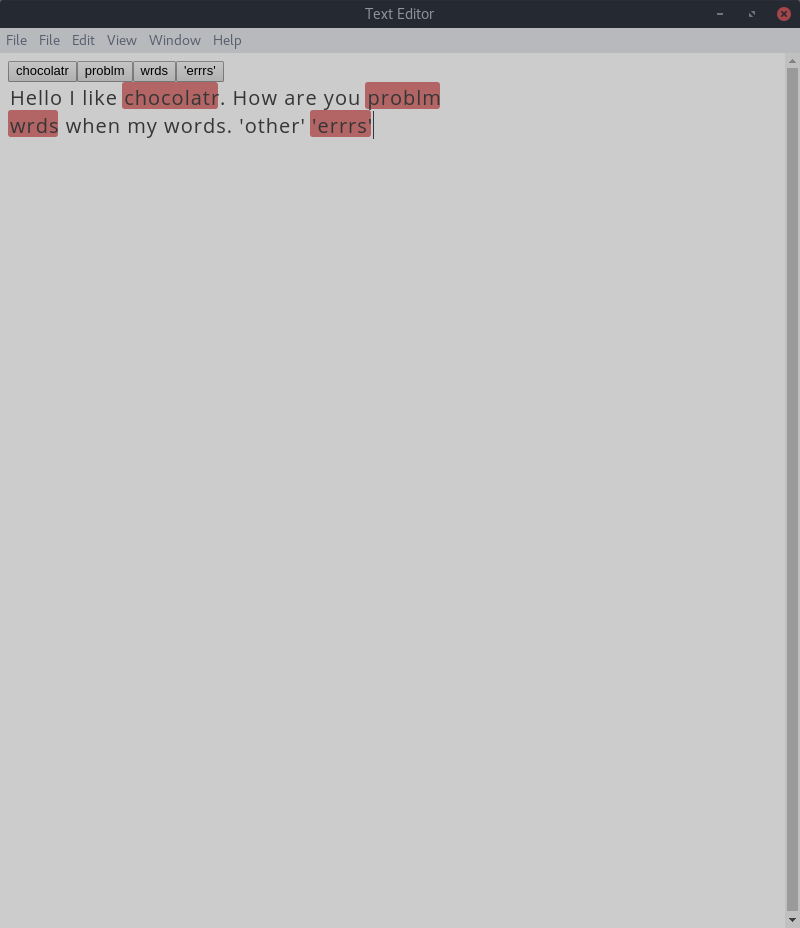 Text Editor
File File Edit View Window Help
chocolatr problm wrds 'errrs'
Hello I like chocolatr. How are you problm
wrds when my words. 'other' 'errrs'